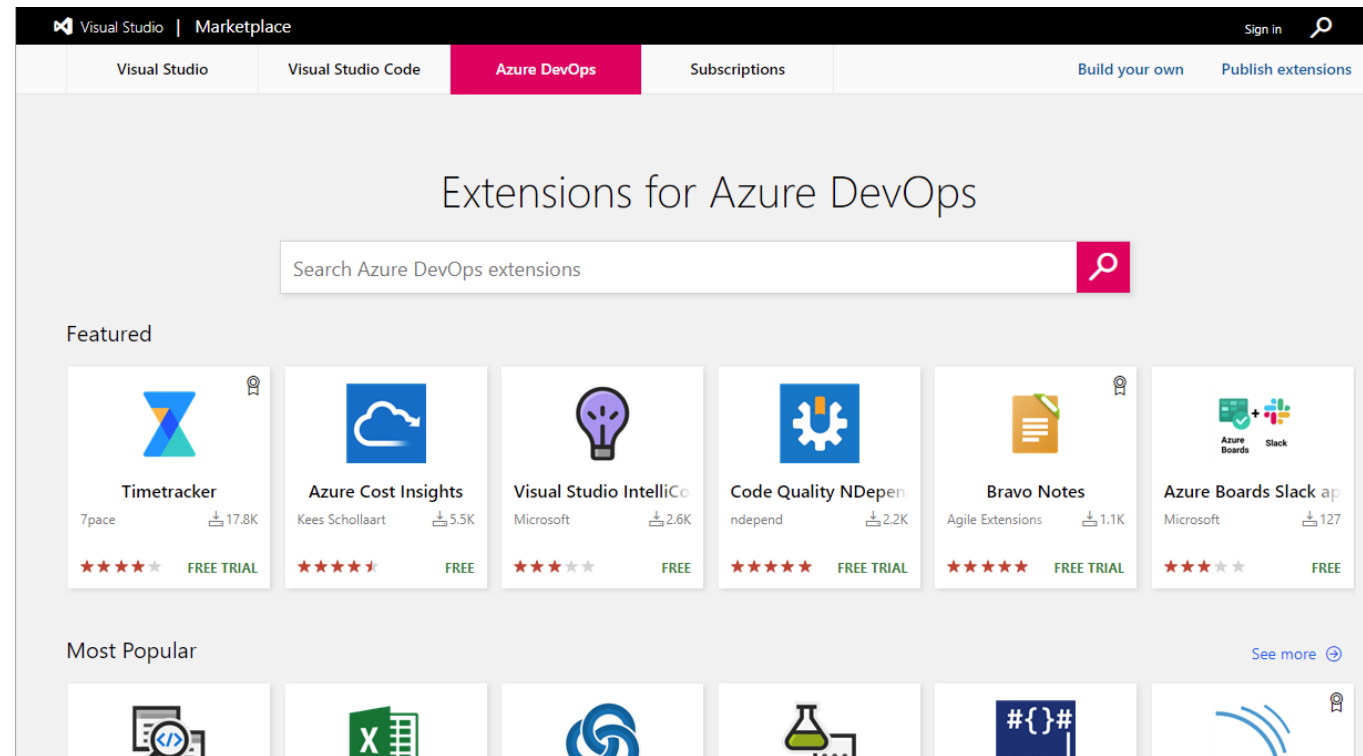 Visual Studio | Marketplace
Sign in
Visual Studio
Visual Studio Code
Azure DevOps
Subscriptions
Build your own
Publish extensions
Extensions for Azure DevOps
Search Azure DevOps extensions
Featured
Timetracker
7pace
17.8K
FREE TRIAL
Azure Cost Insights
Kees Schollaart
5.5K
FREE
Visual Studio IntelliCo
Microsoft
2.6K
FREE
Code Quality NDepen
ndepend
2.2K
FREE TRIAL
Bravo Notes
Agile Extensions
1.1K
FREE TRIAL
+
Azure
Boards
Slack
Azure Boards Slack ap
Microsoft
127
FREE
Most Popular
See more
</>
X
#{}#